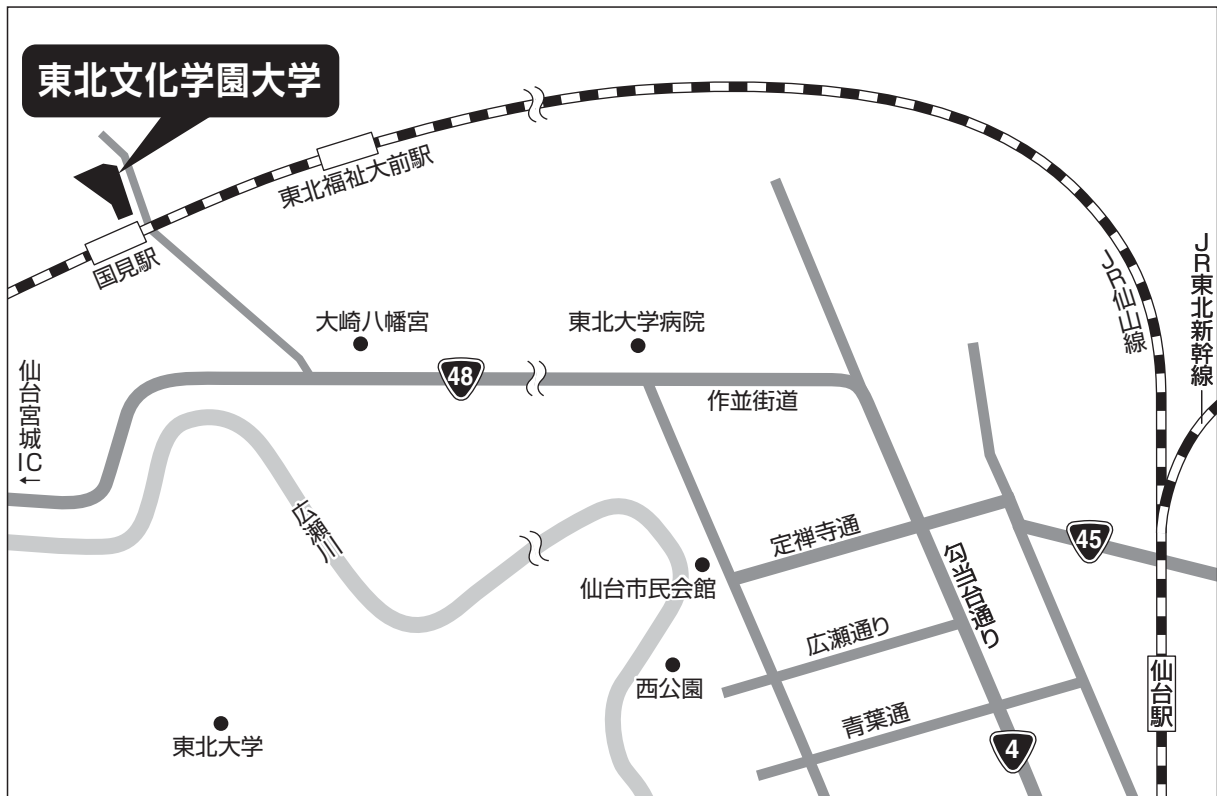 東北文化学園大学
東北福祉大前駅
国見駅
JR仙山線
JR東北新幹線
大崎八幡宮
東北大学病院
48
作並街道
仙台宮城IC←
広瀬川
定禅寺通
45
勾当台通り
仙台市民会館
広瀬通り
西公園
仙台駅
青葉通
東北大学
4